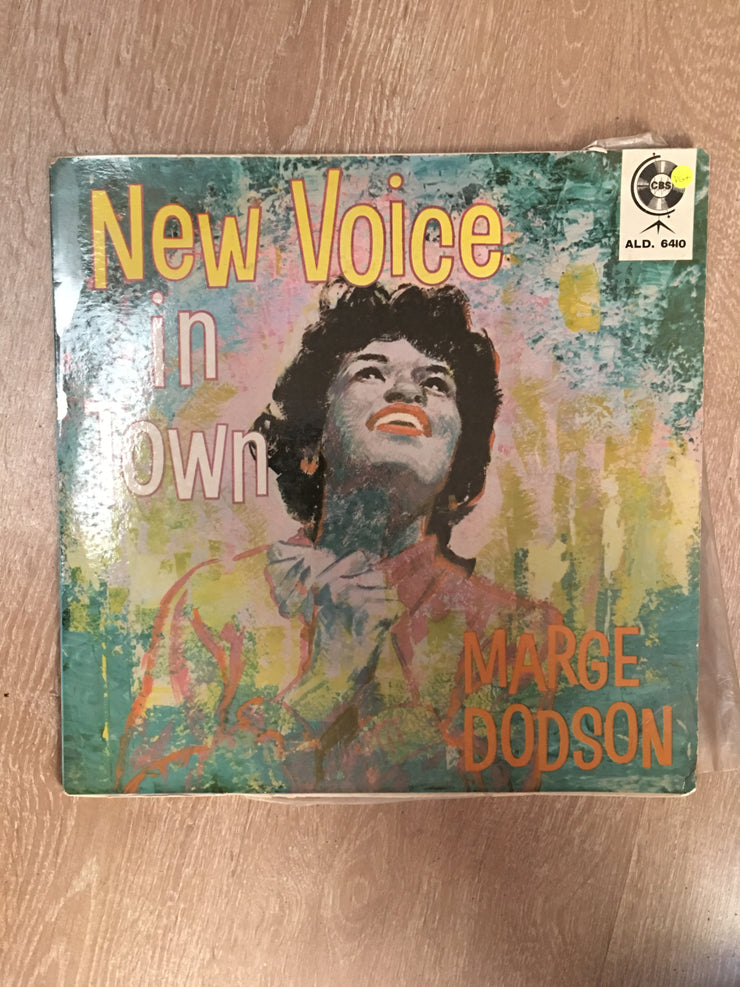 New Voice
in
Town
CBS
ALD. 6410
MARGE
DODSON